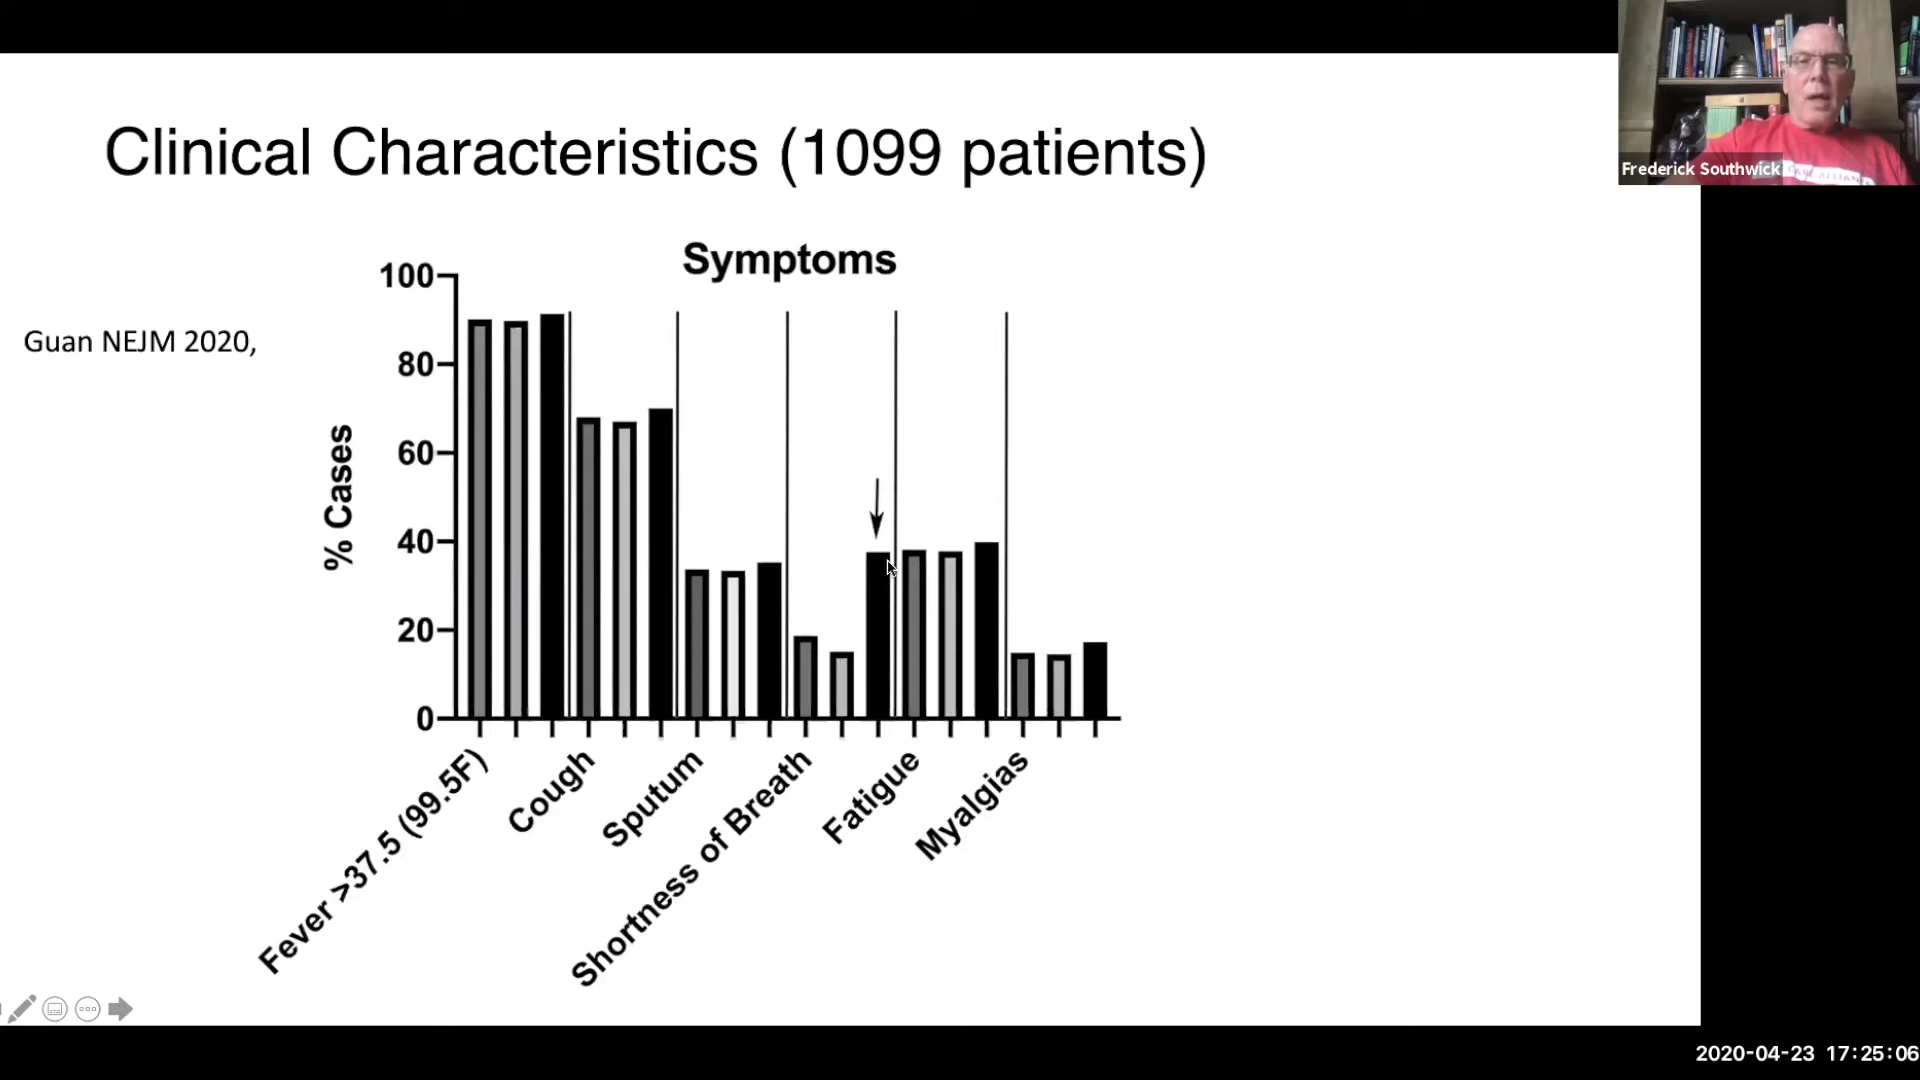 Clinical Characteristics (1099 patients)
Frederick Southwick
Symptoms
Guan NEJM 2020,
% Cases
100
80
60
40
20
0
Fever >37.5 (99.5F)
Cough
Sputum
Shortness of Breath
Fatigue
Myalgias
2020-04-23 17:25:06